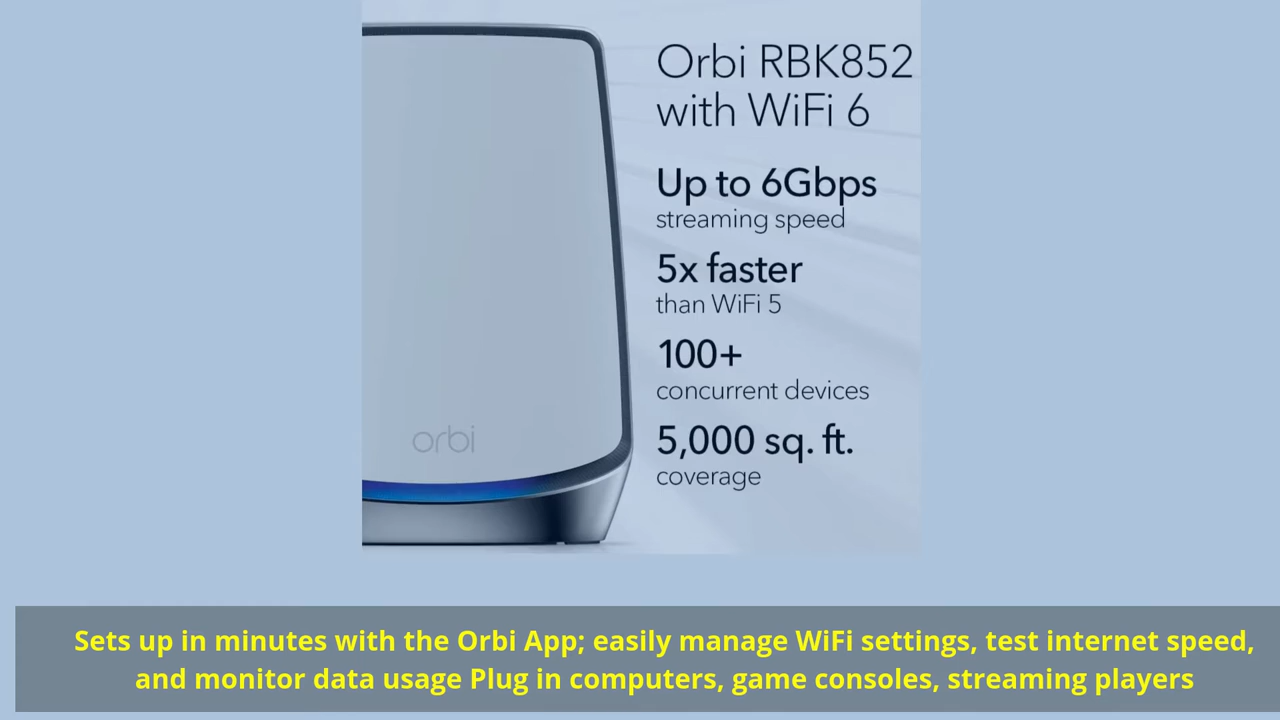 Orbi RBK852
with WiFi 6
Up to 6Gbps
streaming speed
5x faster
than WiFi 5
100+
concurrent devices
5,000 sq. ft.
coverage
orbi
Sets up in minutes with the Orbi App; easily manage WiFi settings, test internet speed,
and monitor data usage Plug in computers, game consoles, streaming players